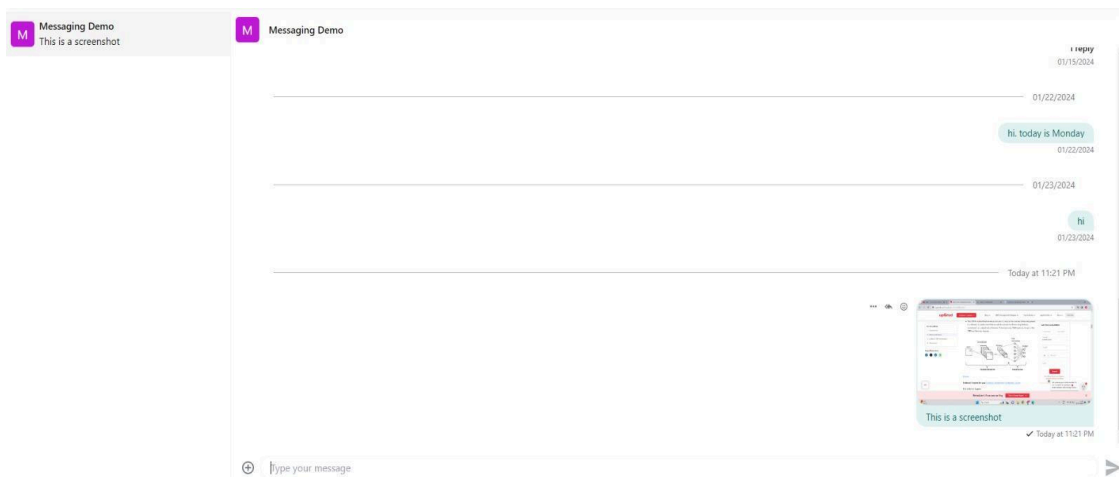 M
Messaging Demo
This is a screenshot
M
Messaging Demo
1 reply
01/15/2024
01/22/2024
hi. today is Monday
01/22/2024
01/23/2024
hi
01/23/2024
Today at 11:21 PM
This is a screenshot
Today at 11:21 PM
Type your message